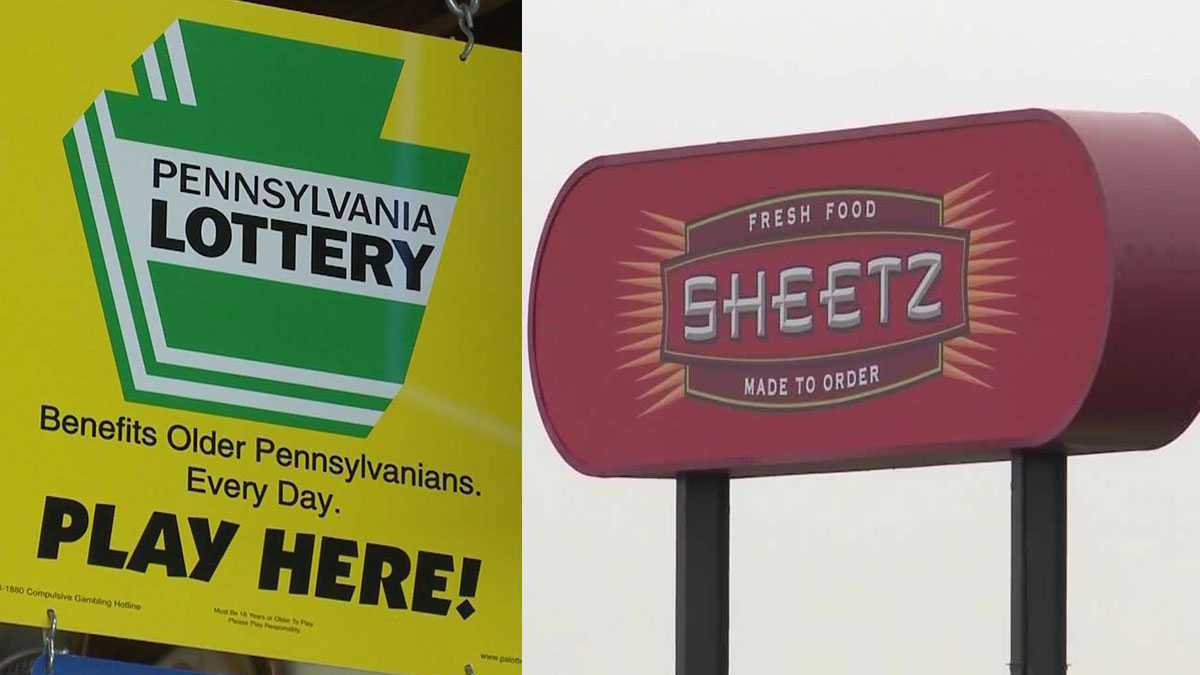 PENNSYLVANIA
LOTTERY
Benefits Older Pennsylvanians.
Every Day.
PLAY HERE!
-1880 Compulsive Gambling Hotline
Must Be 18 Years or Older To Play
Please Play Responsibly.
FRESH FOOD
SHEETZ
MADE TO ORDER